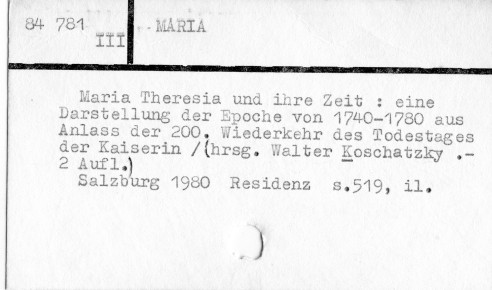 84 781
III
MARIA
Maria Theresia und ihre Zeit : eine
Darstellung der Epoche von 1740-1780 aus
Anlass der 200. Wiederkehr des Todestages
der Kaiserin /(hrsg. Walter Koschatzky .-
2 Aufl.)
Salzburg 1980 Residenz s.519, il.